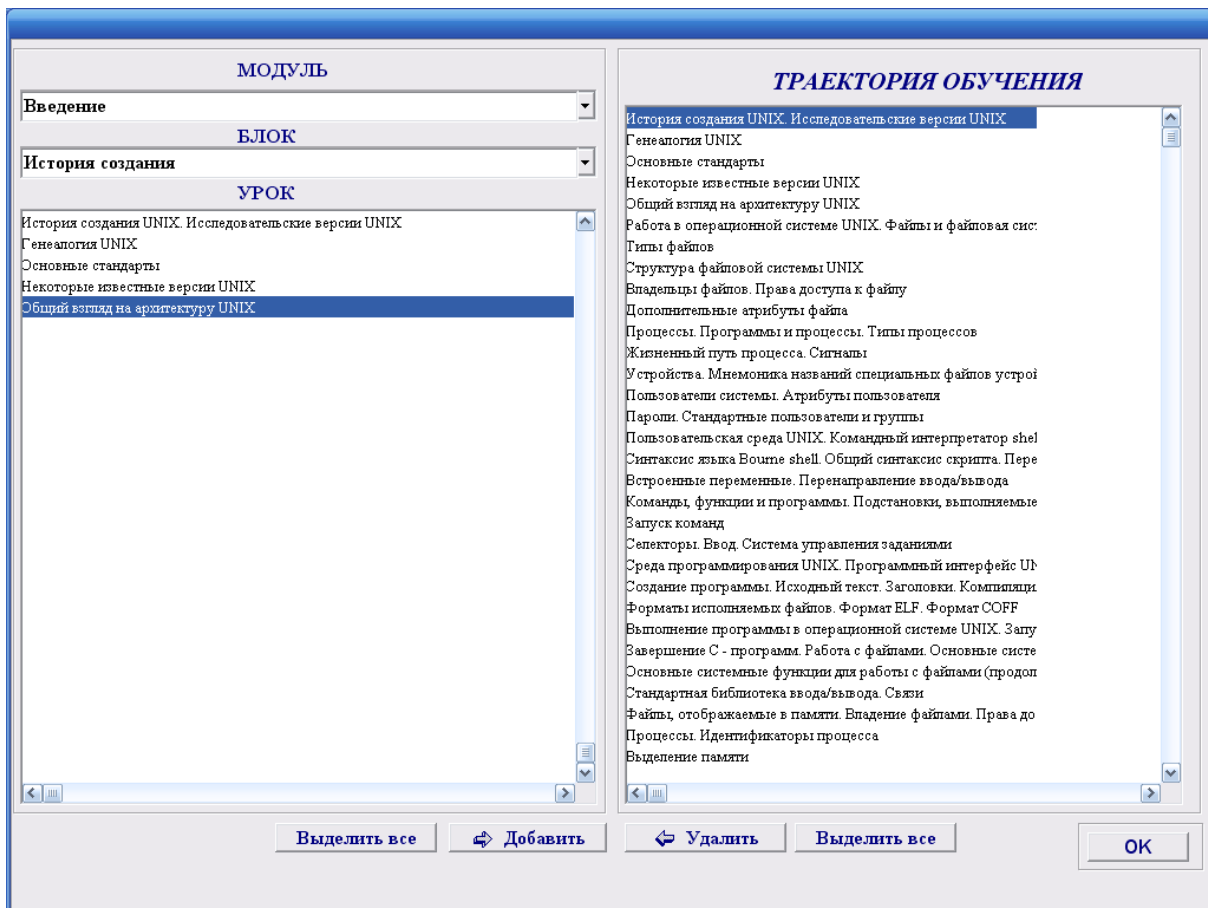 МОДУЛЬ
Введение
БЛОК
История создания
УРОК
История создания UNIX. Исследовательские версии UNIX
Генеалогия UNIX
Основные стандарты
Некоторые известные версии UNIX
Общий взгляд на архитектуру UNIX
ТРАЕКТОРИЯ ОБУЧЕНИЯ
История создания UNIX. Исследовательские версии UNIX
Генеалогия UNIX
Основные стандарты
Некоторые известные версии UNIX
Общий взгляд на архитектуру UNIX
Работа в операционной системе UNIX. Файлы и файловая сис
Типы файлов
Структура файловой системы UNIX
Владельцы файлов. Права доступа к файлу
Дополнительные атрибуты файла
Процессы. Программы и процессы. Типы процессов
Жизненный путь процесса. Сигналы
Устройства. Мнемоника названий специальных файлов устрой
Пользователи системы. Атрибуты пользователя
Пароли. Стандартные пользователи и группы
Пользовательская среда UNIX. Командный интерпретатор shel
Синтаксис языка Bourne shell. Общий синтаксис скрипта. Пере
Встроенные переменные. Перенаправление ввода/вывода
Команды, функции и программы. Подстановки, выполняемые
Запуск команд
Селекторы. Ввод. Система управления заданиями
Среда программирования UNIX. Программный интерфейс UN
Создание программы. Исходный текст. Заголовки. Компиляци
Форматы исполняемых файлов. Формат ELF. Формат COFF
Выполнение программы в операционной системе UNIX. Запу
Завершение С - программ. Работа с файлами. Основные систе
Основные системные функции для работы с файлами (продол
Стандартная библиотека ввода/вывода. Связи
Файлы, отображаемые в памяти. Владение файлами. Права до
Процессы. Идентификаторы процесса
Выделение памяти
Выделить все
Добавить
Удалить
Выделить все
OK